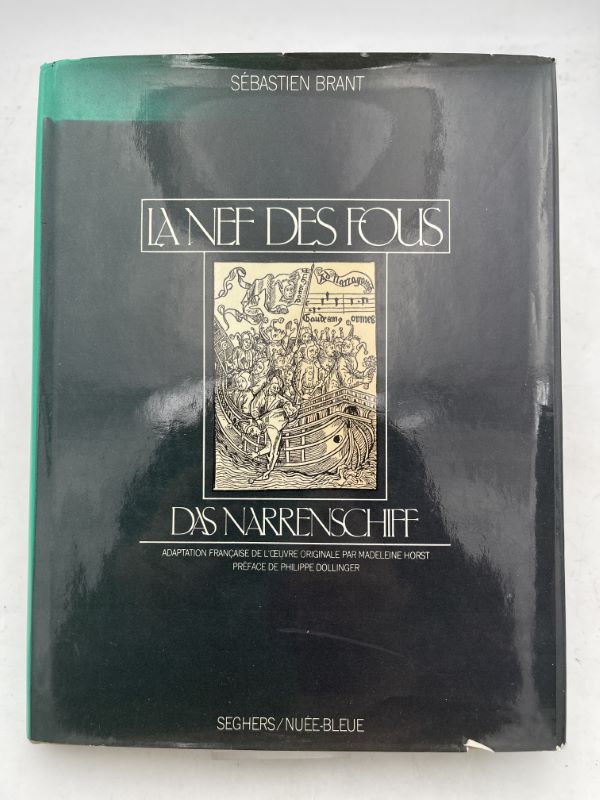 SÉBASTIEN BRANT
LA NEF DES FOUS
Gaudeam9 omnes
DAS NARRENSCHIFF
ADAPTATION FRANÇAISE DE L'ŒUVRE ORIGINALE PAR MADELEINE HORST
PRÉFACE DE PHILIPPE DOLLINGER
SEGHERS/NUÉE-BLEUE